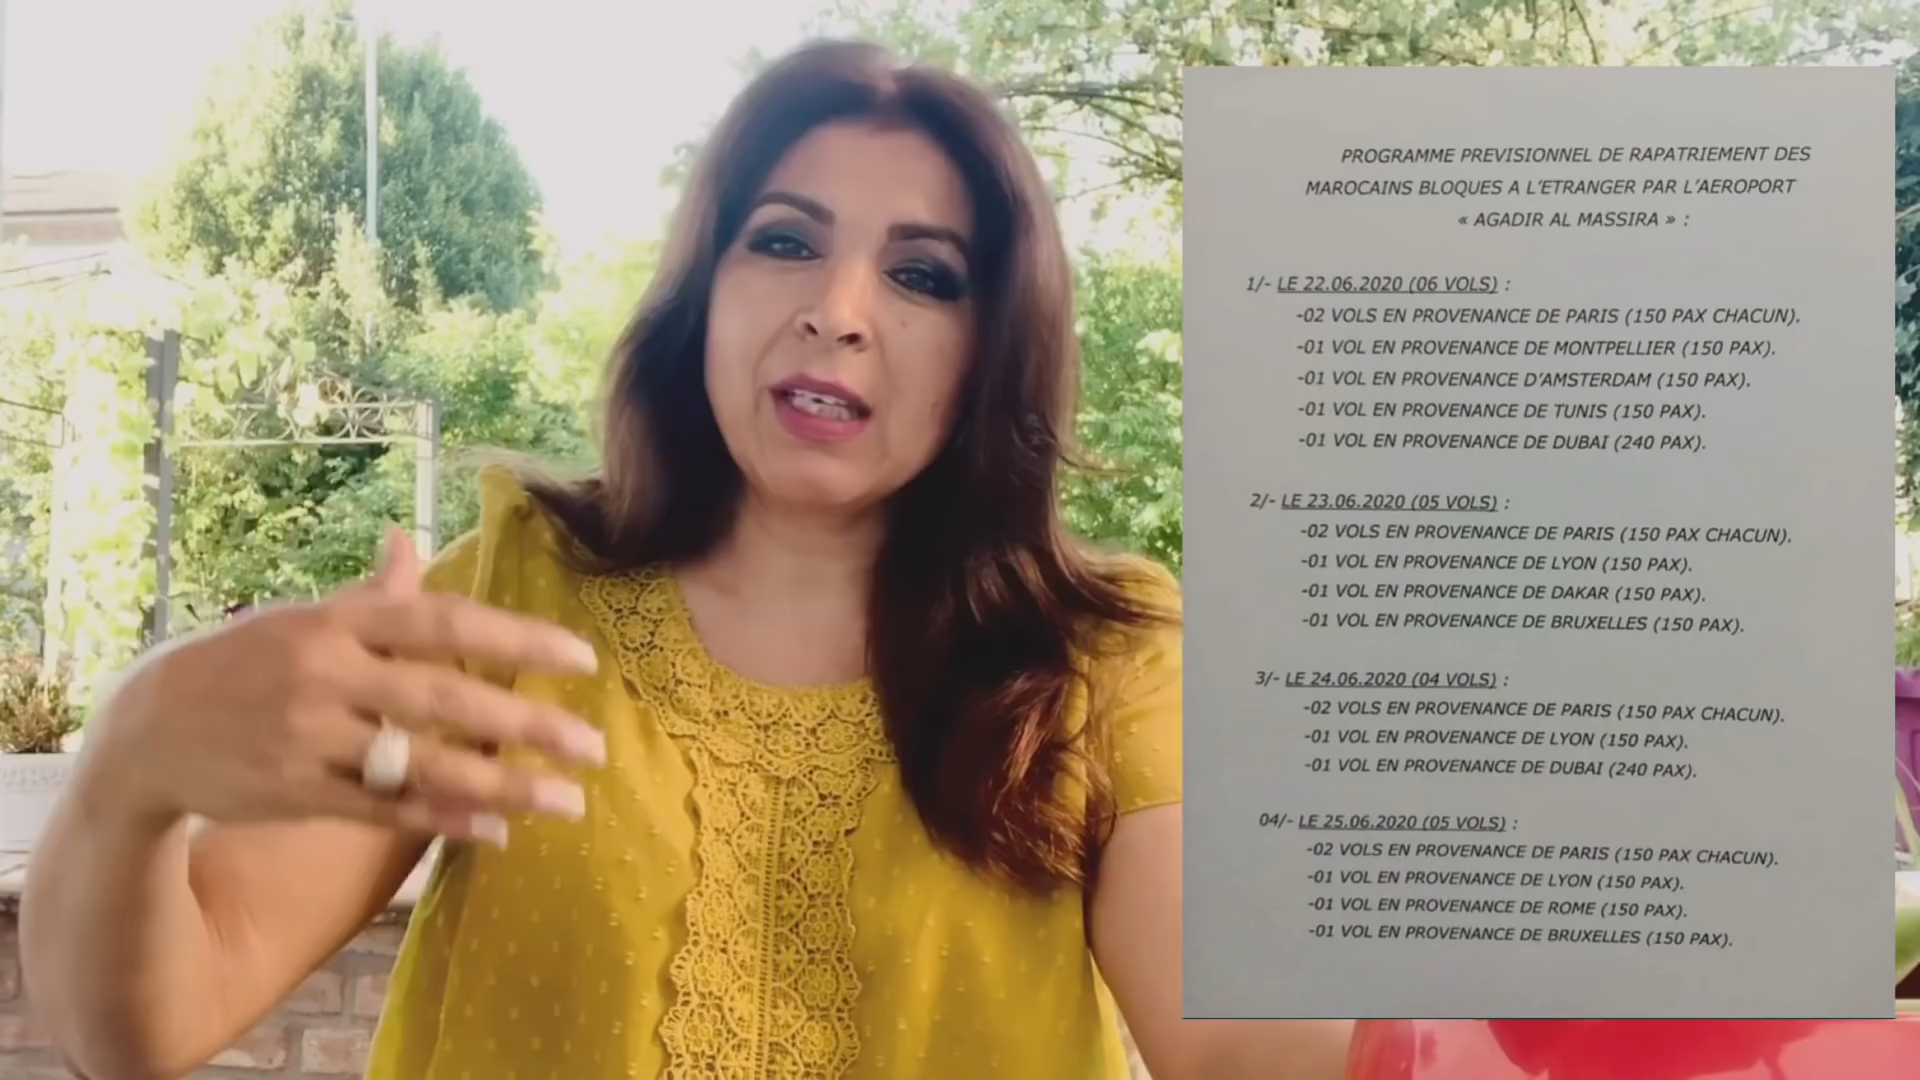 PROGRAMME PREVISIONNEL DE RAPATRIEMENT DES
MAROCAINS BLOQUES A L'ETRANGER PAR L'AEROPORT
« AGADIR AL MASSIRA » :
1/- LE 22.06.2020 (06 VOLS) :
-02 VOLS EN PROVENANCE DE PARIS (150 PAX CHACUN).
-01 VOL EN PROVENANCE DE MONTPELLIER (150 PAX).
-01 VOL EN PROVENANCE D'AMSTERDAM (150 PAX).
-01 VOL EN PROVENANCE DE TUNIS (150 PAX).
-01 VOL EN PROVENANCE DE DUBAI (240 PAX).
2/- LE 23.06.2020 (05 VOLS) :
-02 VOLS EN PROVENANCE DE PARIS (150 PAX CHACUN).
-01 VOL EN PROVENANCE DE LYON (150 PAX).
-01 VOL EN PROVENANCE DE DAKAR (150 PAX).
-01 VOL EN PROVENANCE DE BRUXELLES (150 PAX).
3/- LE 24.06.2020 (04 VOLS) :
-02 VOLS EN PROVENANCE DE PARIS (150 PAX CHACUN).
-01 VOL EN PROVENANCE DE LYON (150 PAX).
-01 VOL EN PROVENANCE DE DUBAI (240 PAX).
04/- LE 25.06.2020 (05 VOLS) :
-02 VOLS EN PROVENANCE DE PARIS (150 PAX CHACUN).
-01 VOL EN PROVENANCE DE LYON (150 PAX).
-01 VOL EN PROVENANCE DE ROME (150 PAX).
-01 VOL EN PROVENANCE DE BRUXELLES (150 PAX).